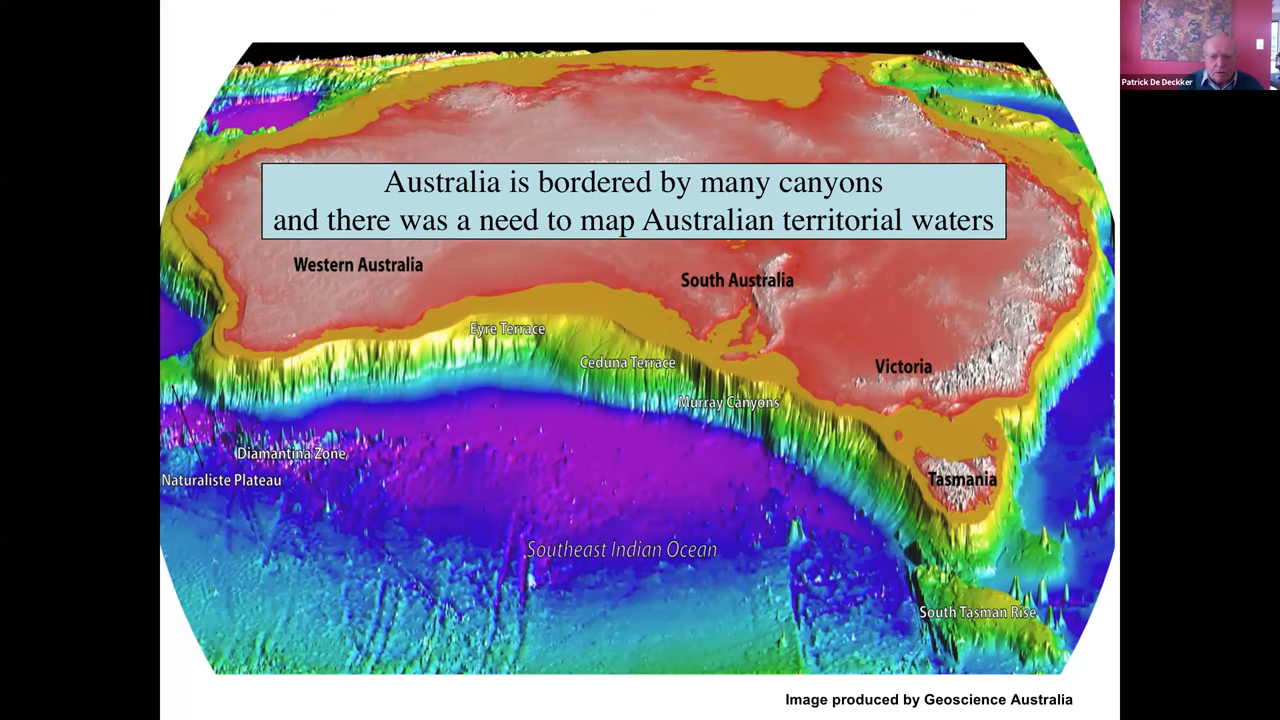 Patrick De Deckker
Australia is bordered by many canyons
and there was a need to map Australian territorial waters
Western Australia
South Australia
Eyre Terrace
Ceduna Terrace
Victoria
Murray Canyons
Diamantina Zone
Naturaliste Plateau
Tasmania
Southeast Indian Ocean
South Tasman Rise
Image produced by Geoscience Australia